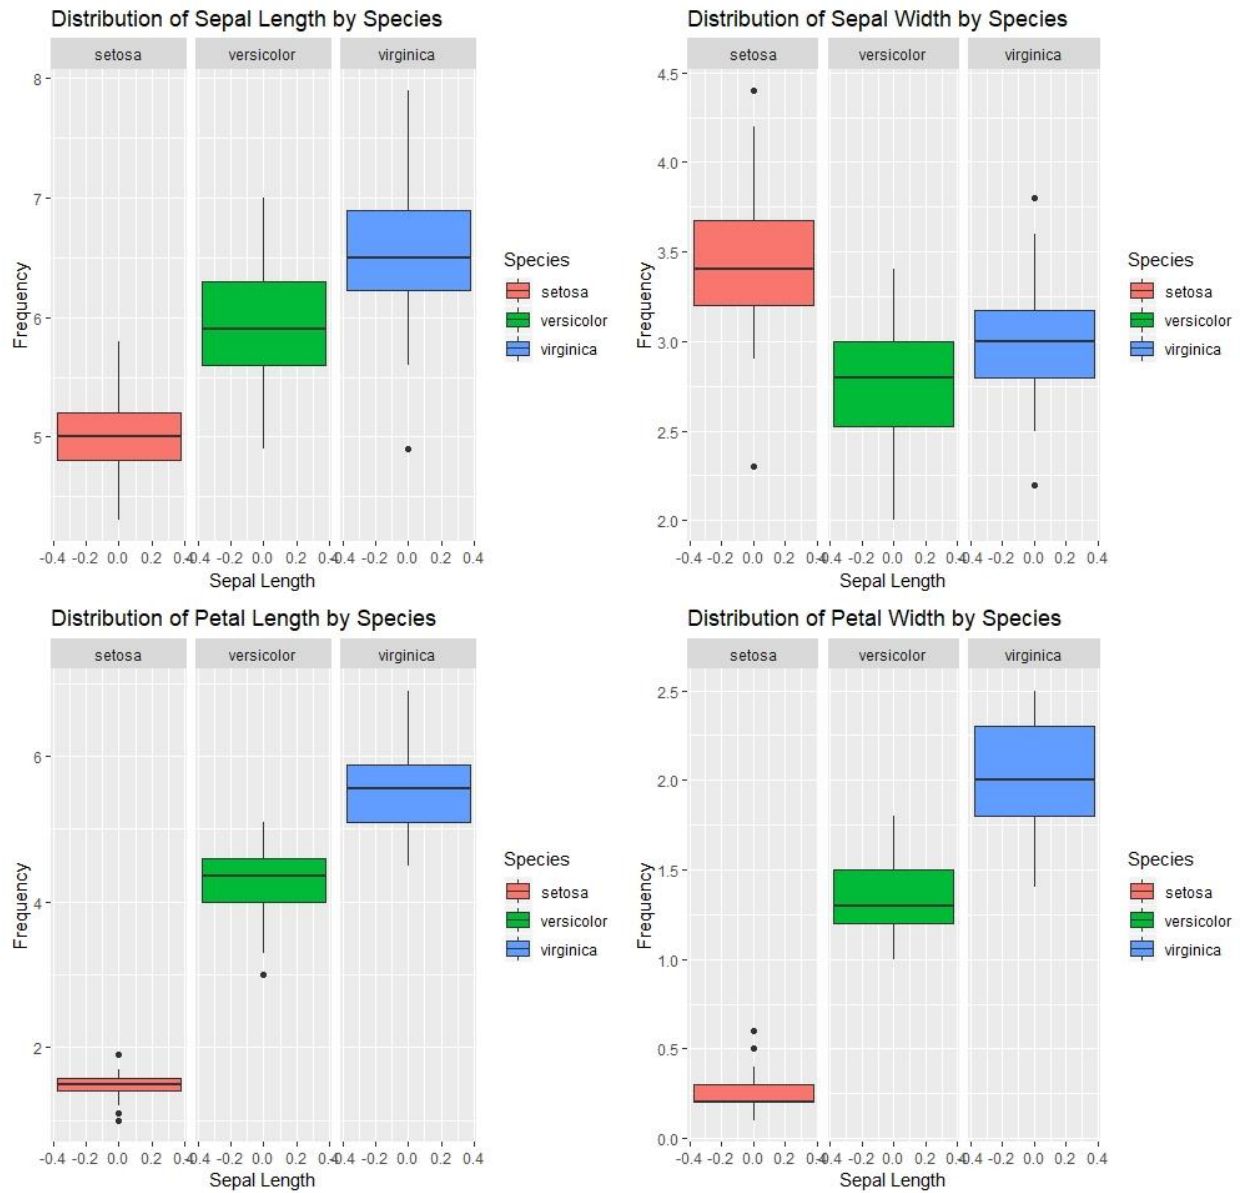 Distribution of Sepal Length by Species
setosa versicolor virginica
8
7
6
5
Frequency
-0.4 -0.2 0.0 0.2 0.4 -0.4 -0.2 0.0 0.2 0.4 -0.4 -0.2 0.0 0.2 0.4
Sepal Length
Species
setosa
versicolor
virginica
Distribution of Sepal Width by Species
setosa versicolor virginica
4.5
4.0
3.5
3.0
2.5
2.0
Frequency
-0.4 -0.2 0.0 0.2 0.4 -0.4 -0.2 0.0 0.2 0.4 -0.4 -0.2 0.0 0.2 0.4
Sepal Length
Species
setosa
versicolor
virginica
Distribution of Petal Length by Species
setosa versicolor virginica
6
4
2
Frequency
-0.4 -0.2 0.0 0.2 0.4 -0.4 -0.2 0.0 0.2 0.4 -0.4 -0.2 0.0 0.2 0.4
Sepal Length
Species
setosa
versicolor
virginica
Distribution of Petal Width by Species
setosa versicolor virginica
2.5
2.0
1.5
1.0
0.5
0.0
Frequency
-0.4 -0.2 0.0 0.2 0.4 -0.4 -0.2 0.0 0.2 0.4 -0.4 -0.2 0.0 0.2 0.4
Sepal Length
Species
setosa
versicolor
virginica